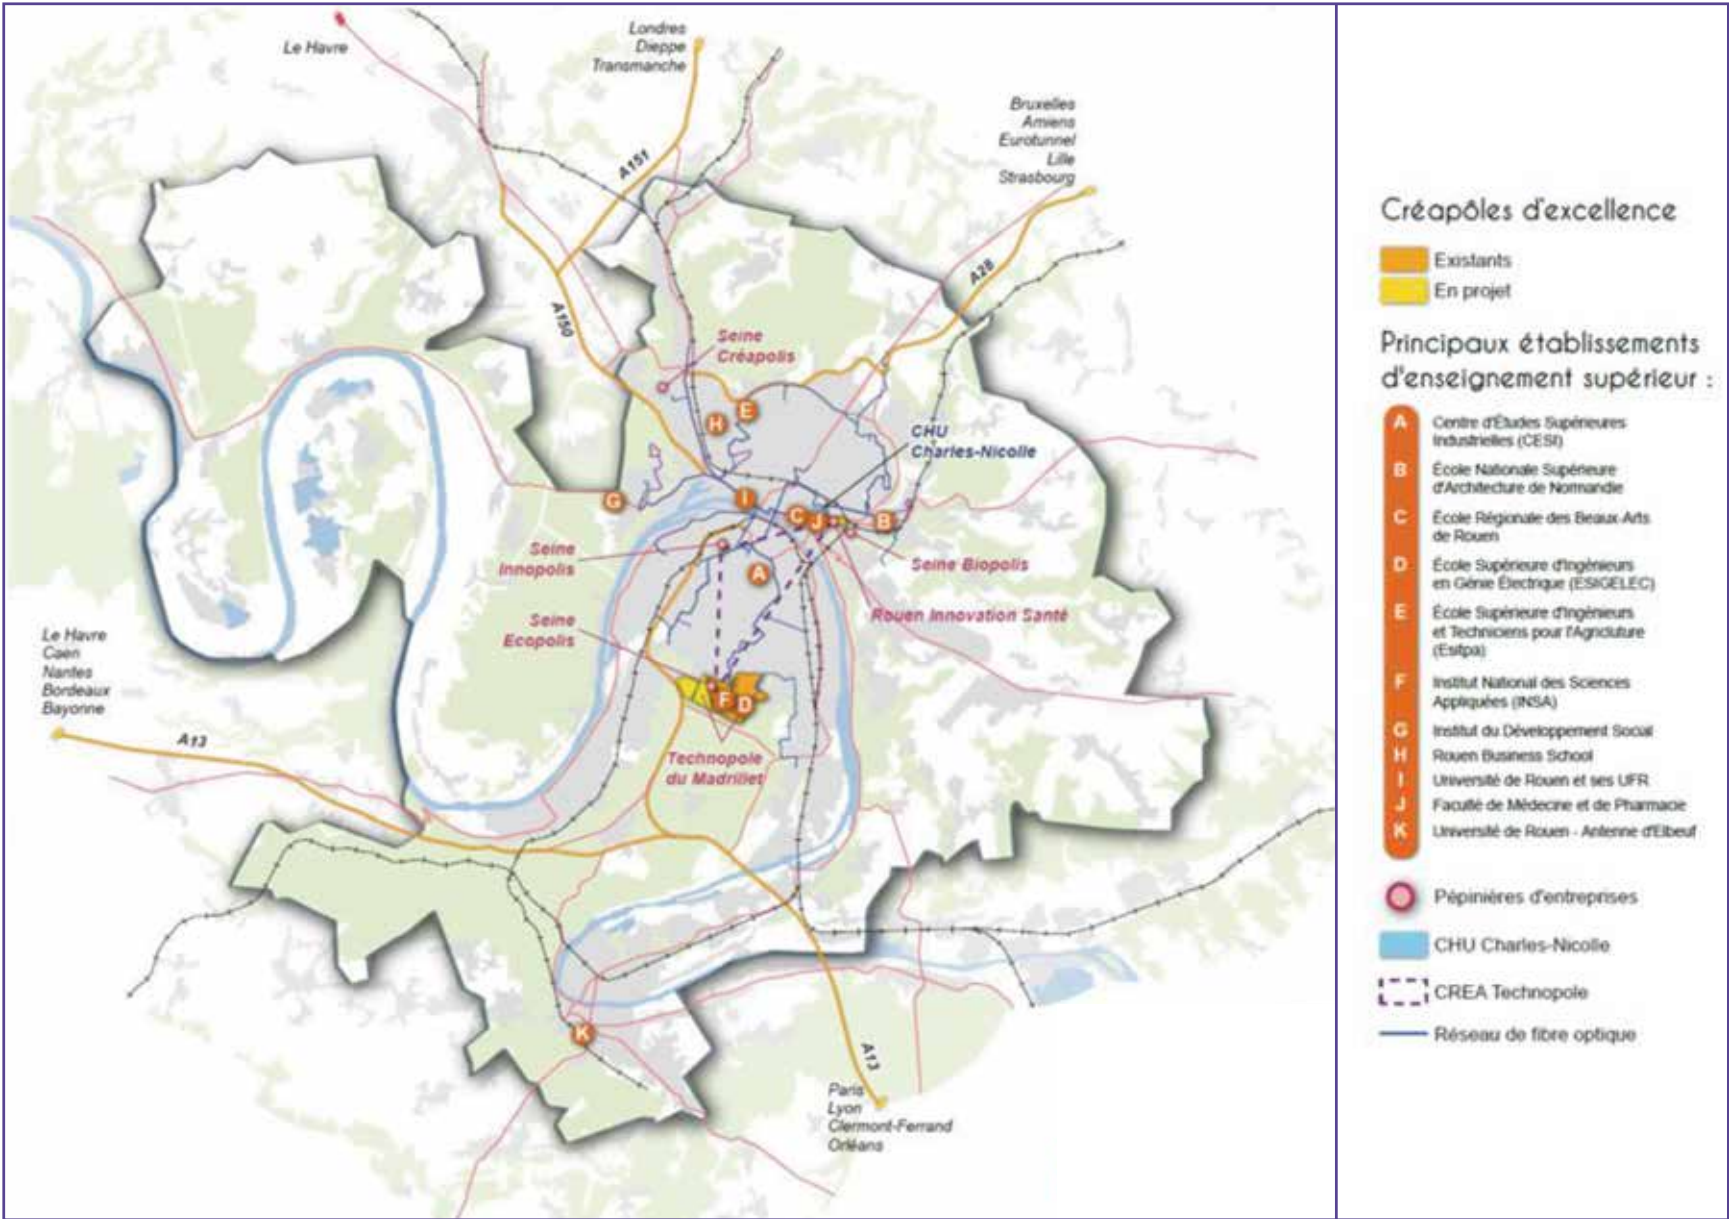 Le Havre
Londres
Dieppe
Transmanche
Bruxelles
Amiens
Eurotunnel
Lille
Strasbourg
A151
A28
A150
Seine
Créapolis
H
E
CHU
Charles-Nicolle
G
I
C
J
B
Seine
Innopolis
A
Seine Biopolis
Rouen Innovation Santé
Seine
Ecopolis
Le Havre
Caen
Nantes
Bordeaux
Bayonne
F
D
A13
Technopole
du Madrillet
K
A13
Paris
Lyon
Clermont-Ferrand
Orléans
Créapôles d'excellence
Existants
En projet
Principaux établissements
d'enseignement supérieur :
A Centre d'Études Supérieures
Industrielles (CESI)
B École Nationale Supérieure
d'Architecture de Normandie
C École Régionale des Beaux-Arts
de Rouen
D École Supérieure d'Ingénieurs
en Génie Électrique (ESIGELEC)
E École Supérieure d'Ingénieurs
et Techniciens pour l'Agricluture
(Esitpa)
F Institut National des Sciences
Appliquées (INSA)
G Institut du Développement Social
H Rouen Business School
I Université de Rouen et ses UFR
J Faculté de Médecine et de Pharmacie
K Université de Rouen - Antenne d'Elbeuf
Pépinières d'entreprises
CHU Charles-Nicolle
CREA Technopole
Réseau de fibre optique